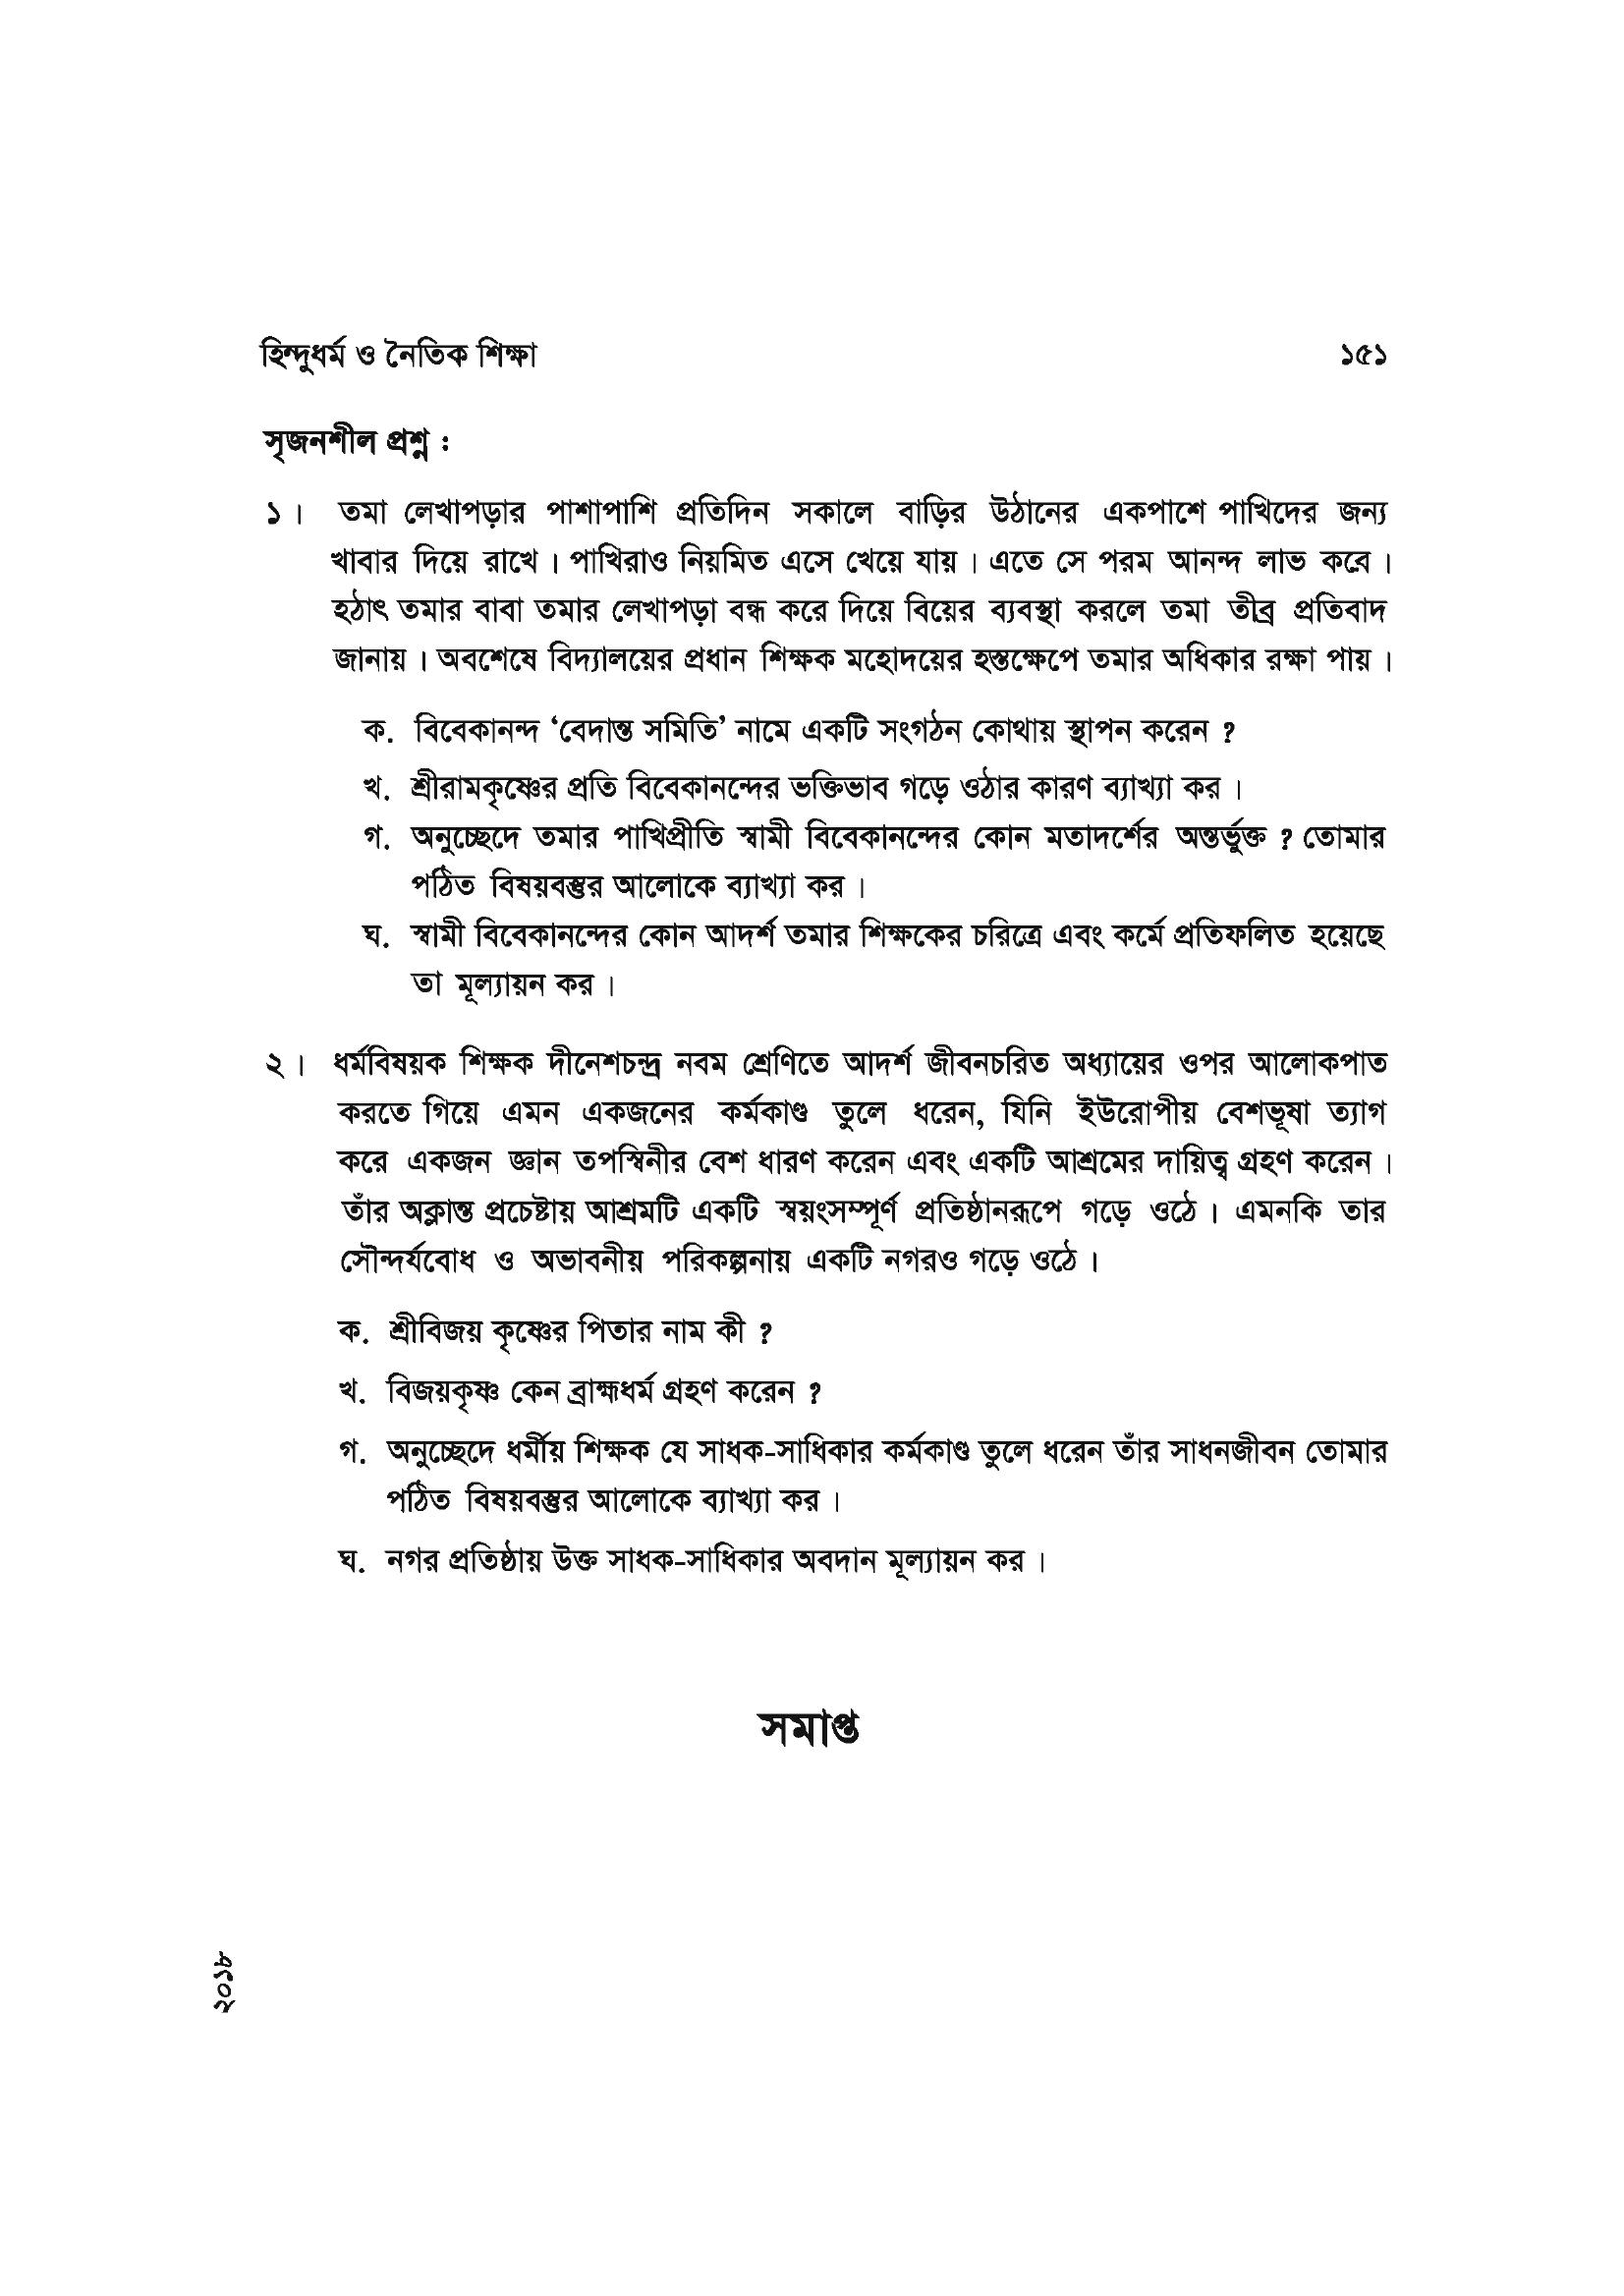 হিন্দুধর্ম ও নৈতিক শিক্ষা ১৫১
সৃজনশীল প্রশ্ন :
১। তমা লেখাপড়ার পাশাপাশি প্রতিদিন সকালে বাড়ির উঠানের একপাশে পাখিদের জন্য
খাবার দিয়ে রাখে। পাখিরাও নিয়মিত এসে খেয়ে যায়। এতে সে পরম আনন্দ লাভ করে।
হঠাৎ তমার বাবা তমার লেখাপড়া বন্ধ করে দিয়ে বিয়ের ব্যবস্থা করলে তমা তীব্র প্রতিবাদ
জানায়। অবশেষে বিদ্যালয়ের প্রধান শিক্ষক মহোদয়ের হস্তক্ষেপে তমার অধিকার রক্ষা পায়।
ক. বিবেকানন্দ ‘বেদান্ত সমিতি’ নামে একটি সংগঠন কোথায় স্থাপন করেন ?
খ. শ্রীরামকৃষ্ণের প্রতি বিবেকানন্দের ভক্তিভাব গড়ে ওঠার কারণ ব্যাখ্যা কর।
গ. অনুচ্ছেদে তমার পাখিপ্রীতি স্বামী বিবেকানন্দের কোন মতাদর্শের অন্তর্ভুক্ত ? তোমার
পঠিত বিষয়বস্তুর আলোকে ব্যাখ্যা কর।
ঘ. স্বামী বিবেকানন্দের কোন আদর্শ তমার শিক্ষকের চরিত্রে এবং কর্মে প্রতিফলিত হয়েছে
তা মূল্যায়ন কর।
২। ধর্মবিষয়ক শিক্ষক দীনেশচন্দ্র নবম শ্রেণিতে আদর্শ জীবনচরিত অধ্যায়ের ওপর আলোকপাত
করতে গিয়ে এমন একজনের কর্মকাণ্ড তুলে ধরেন, যিনি ইউরোপীয় বেশভূষা ত্যাগ
করে একজন জ্ঞান তপস্বিনীর বেশ ধারণ করেন এবং একটি আশ্রমের দায়িত্ব গ্রহণ করেন।
তাঁর অক্লান্ত প্রচেষ্টায় আশ্রমটি একটি স্বয়ংসম্পূর্ণ প্রতিষ্ঠানরূপে গড়ে ওঠে। এমনকি তার
সৌন্দর্যবোধ ও অভাবনীয় পরিকল্পনায় একটি নগরও গড়ে ওঠে।
ক. শ্রীবিজয় কৃষ্ণের পিতার নাম কী ?
খ. বিজয়কৃষ্ণ কেন ব্রাহ্মধর্ম গ্রহণ করেন ?
গ. অনুচ্ছেদে ধর্মীয় শিক্ষক যে সাধক-সাধিকার কর্মকাণ্ড তুলে ধরেন তাঁর সাধনজীবন তোমার
পঠিত বিষয়বস্তুর আলোকে ব্যাখ্যা কর।
ঘ. নগর প্রতিষ্ঠায় উক্ত সাধক-সাধিকার অবদান মূল্যায়ন কর।
সমাপ্ত
২০১৮